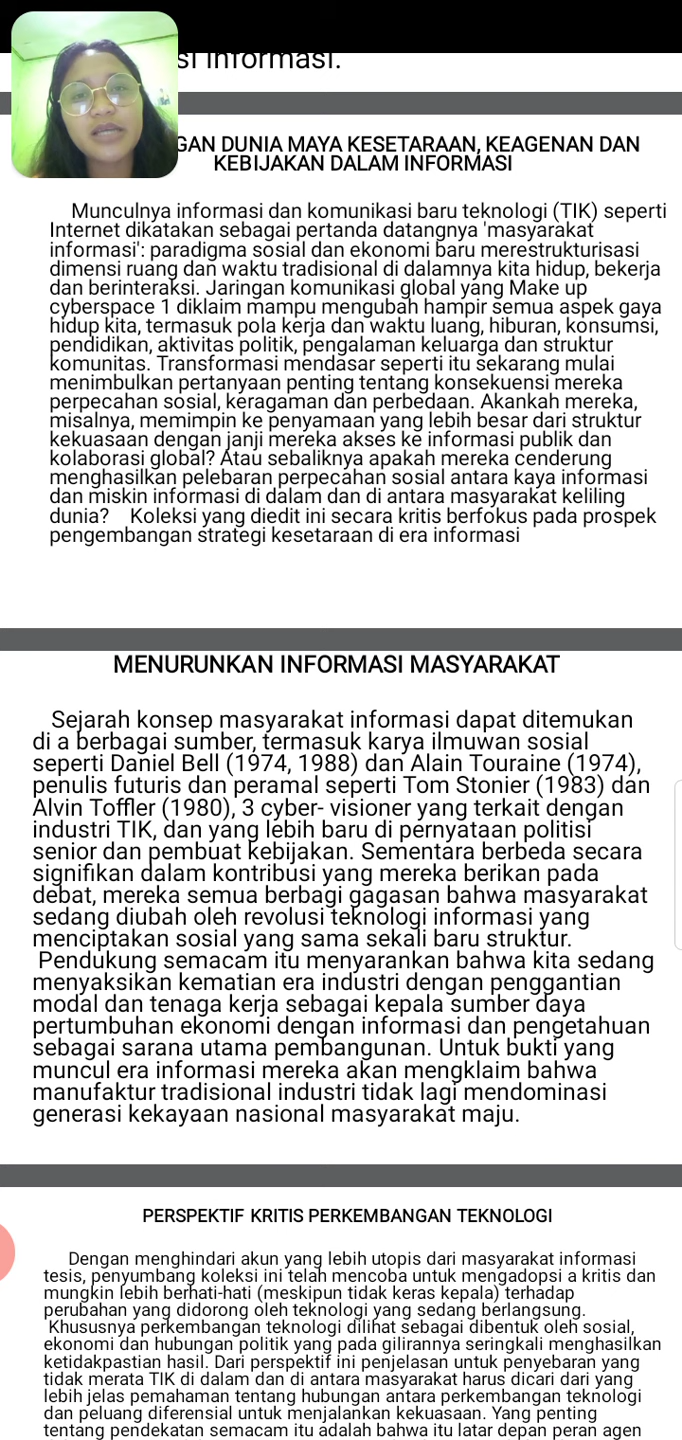 si informasi.
GAN DUNIA MAYA KESETARAAN, KEAGENAN DAN
KEBIJAKAN DALAM INFORMASI
Munculnya informasi dan komunikasi baru teknologi (TIK) seperti
Internet dikatakan sebagai pertanda datangnya 'masyarakat
informasi': paradigma sosial dan ekonomi baru merestrukturisasi
dimensi ruang dan waktu tradisional di dalamnya kita hidup, bekerja
dan berinteraksi. Jaringan komunikasi global yang Make up
cyberspace 1 diklaim mampu mengubah hampir semua aspek gaya
hidup kita, termasuk pola kerja dan waktu luang, hiburan, konsumsi,
pendidikan, aktivitas politik, pengalaman keluarga dan struktur
komunitas. Transformasi mendasar seperti itu sekarang mulai
menimbulkan pertanyaan penting tentang konsekuensi mereka
perpecahan sosial, keragaman dan perbedaan. Akankah mereka,
misalnya, memimpin ke penyamaan yang lebih besar dari struktur
kekuasaan dengan janji mereka akses ke informasi publik dan
kolaborasi global? Atau sebaliknya apakah mereka cenderung
menghasilkan pelebaran perpecahan sosial antara kaya informasi
dan miskin informasi di dalam dan di antara masyarakat keliling
dunia? Koleksi yang diedit ini secara kritis berfokus pada prospek
pengembangan strategi kesetaraan di era informasi
MENURUNKAN INFORMASI MASYARAKAT
Sejarah konsep masyarakat informasi dapat ditemukan
di a berbagai sumber, termasuk karya ilmuwan sosial
seperti Daniel Bell (1974, 1988) dan Alain Touraine (1974),
penulis futuris dan peramal seperti Tom Stonier (1983) dan
Alvin Toffler (1980), 3 cyber- visioner yang terkait dengan
industri TIK, dan yang lebih baru di pernyataan politisi
senior dan pembuat kebijakan. Sementara berbeda secara
signifikan dalam kontribusi yang mereka berikan pada
debat, mereka semua berbagi gagasan bahwa masyarakat
sedang diubah oleh revolusi teknologi informasi yang
menciptakan sosial yang sama sekali baru struktur.
Pendukung semacam itu menyarankan bahwa kita sedang
menyaksikan kematian era industri dengan penggantian
modal dan tenaga kerja sebagai kepala sumber daya
pertumbuhan ekonomi dengan informasi dan pengetahuan
sebagai sarana utama pembangunan. Untuk bukti yang
muncul era informasi mereka akan mengklaim bahwa
manufaktur tradisional industri tidak lagi mendominasi
generasi kekayaan nasional masyarakat maju.
PERSPEKTIF KRITIS PERKEMBANGAN TEKNOLOGI
Dengan menghindari akun yang lebih utopis dari masyarakat informasi
tesis, penyumbang koleksi ini telah mencoba untuk mengadopsi a kritis dan
mungkin lebih berhati-hati (meskipun tidak keras kepala) terhadap
perubahan yang didorong oleh teknologi yang sedang berlangsung.
Khususnya perkembangan teknologi dilihat sebagai dibentuk oleh sosial,
ekonomi dan hubungan politik yang pada gilirannya seringkali menghasilkan
ketidakpastian hasil. Dari perspektif ini penjelasan untuk penyebaran yang
tidak merata TIK di dalam dan di antara masyarakat harus dicari dari yang
lebih jelas pemahaman tentang hubungan antara perkembangan teknologi
dan peluang diferensial untuk menjalankan kekuasaan. Yang penting
tentang pendekatan semacam itu adalah bahwa itu latar depan peran agen